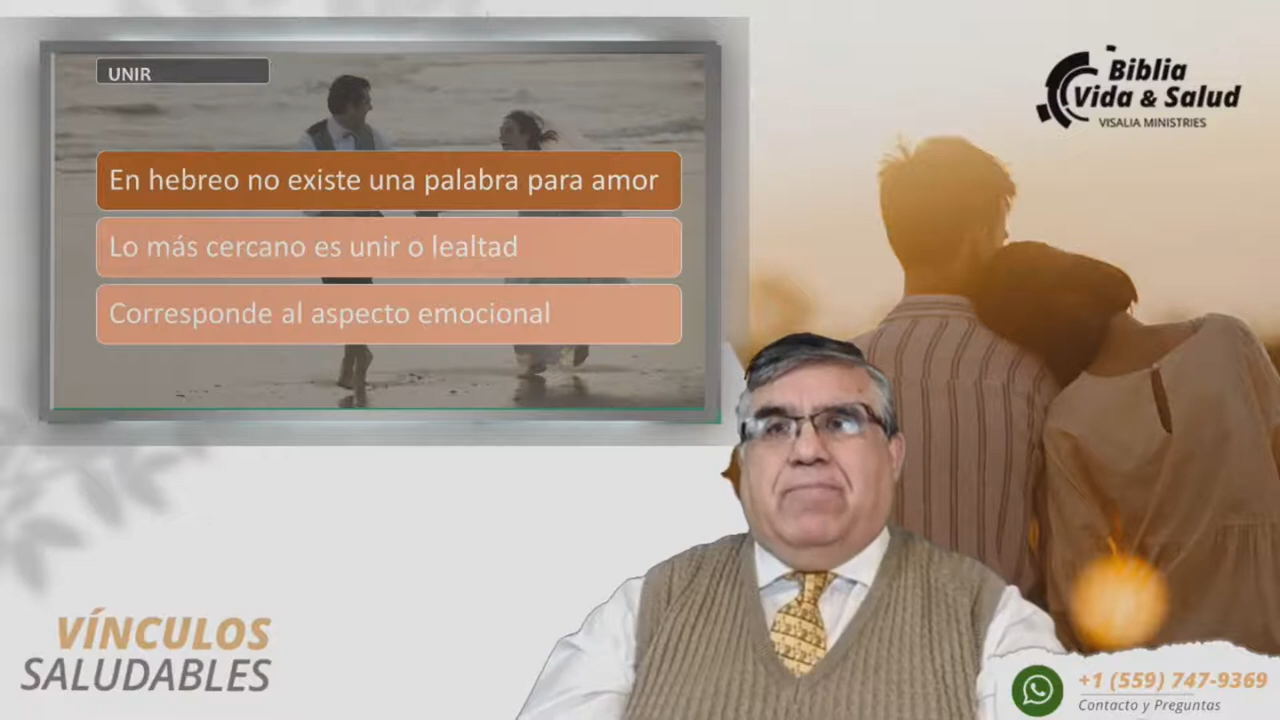 UNIR
En hebreo no existe una palabra para amor
Lo más cercano es unir o lealtad
Corresponde al aspecto emocional
Biblia
Vida & Salud
VISALIA MINISTRIES
VÍNCULOS
SALUDABLES
+1 (559) 747-9369
Contacto y Preguntas